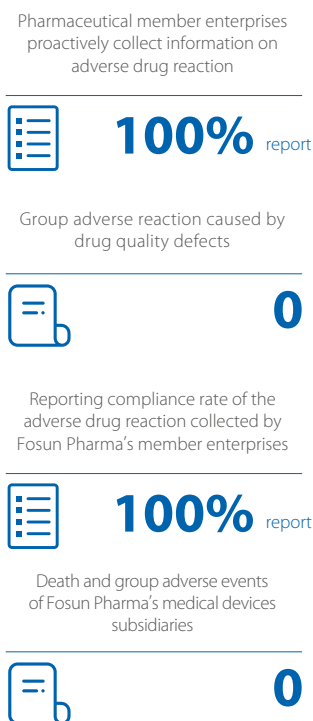 Pharmaceutical member enterprises
proactively collect information on
adverse drug reaction
100% report
Group adverse reaction caused by
drug quality defects
0
Reporting compliance rate of the
adverse drug reaction collected by
Fosun Pharma's member enterprises
100% report
Death and group adverse events
of Fosun Pharma's medical devices
subsidiaries
0